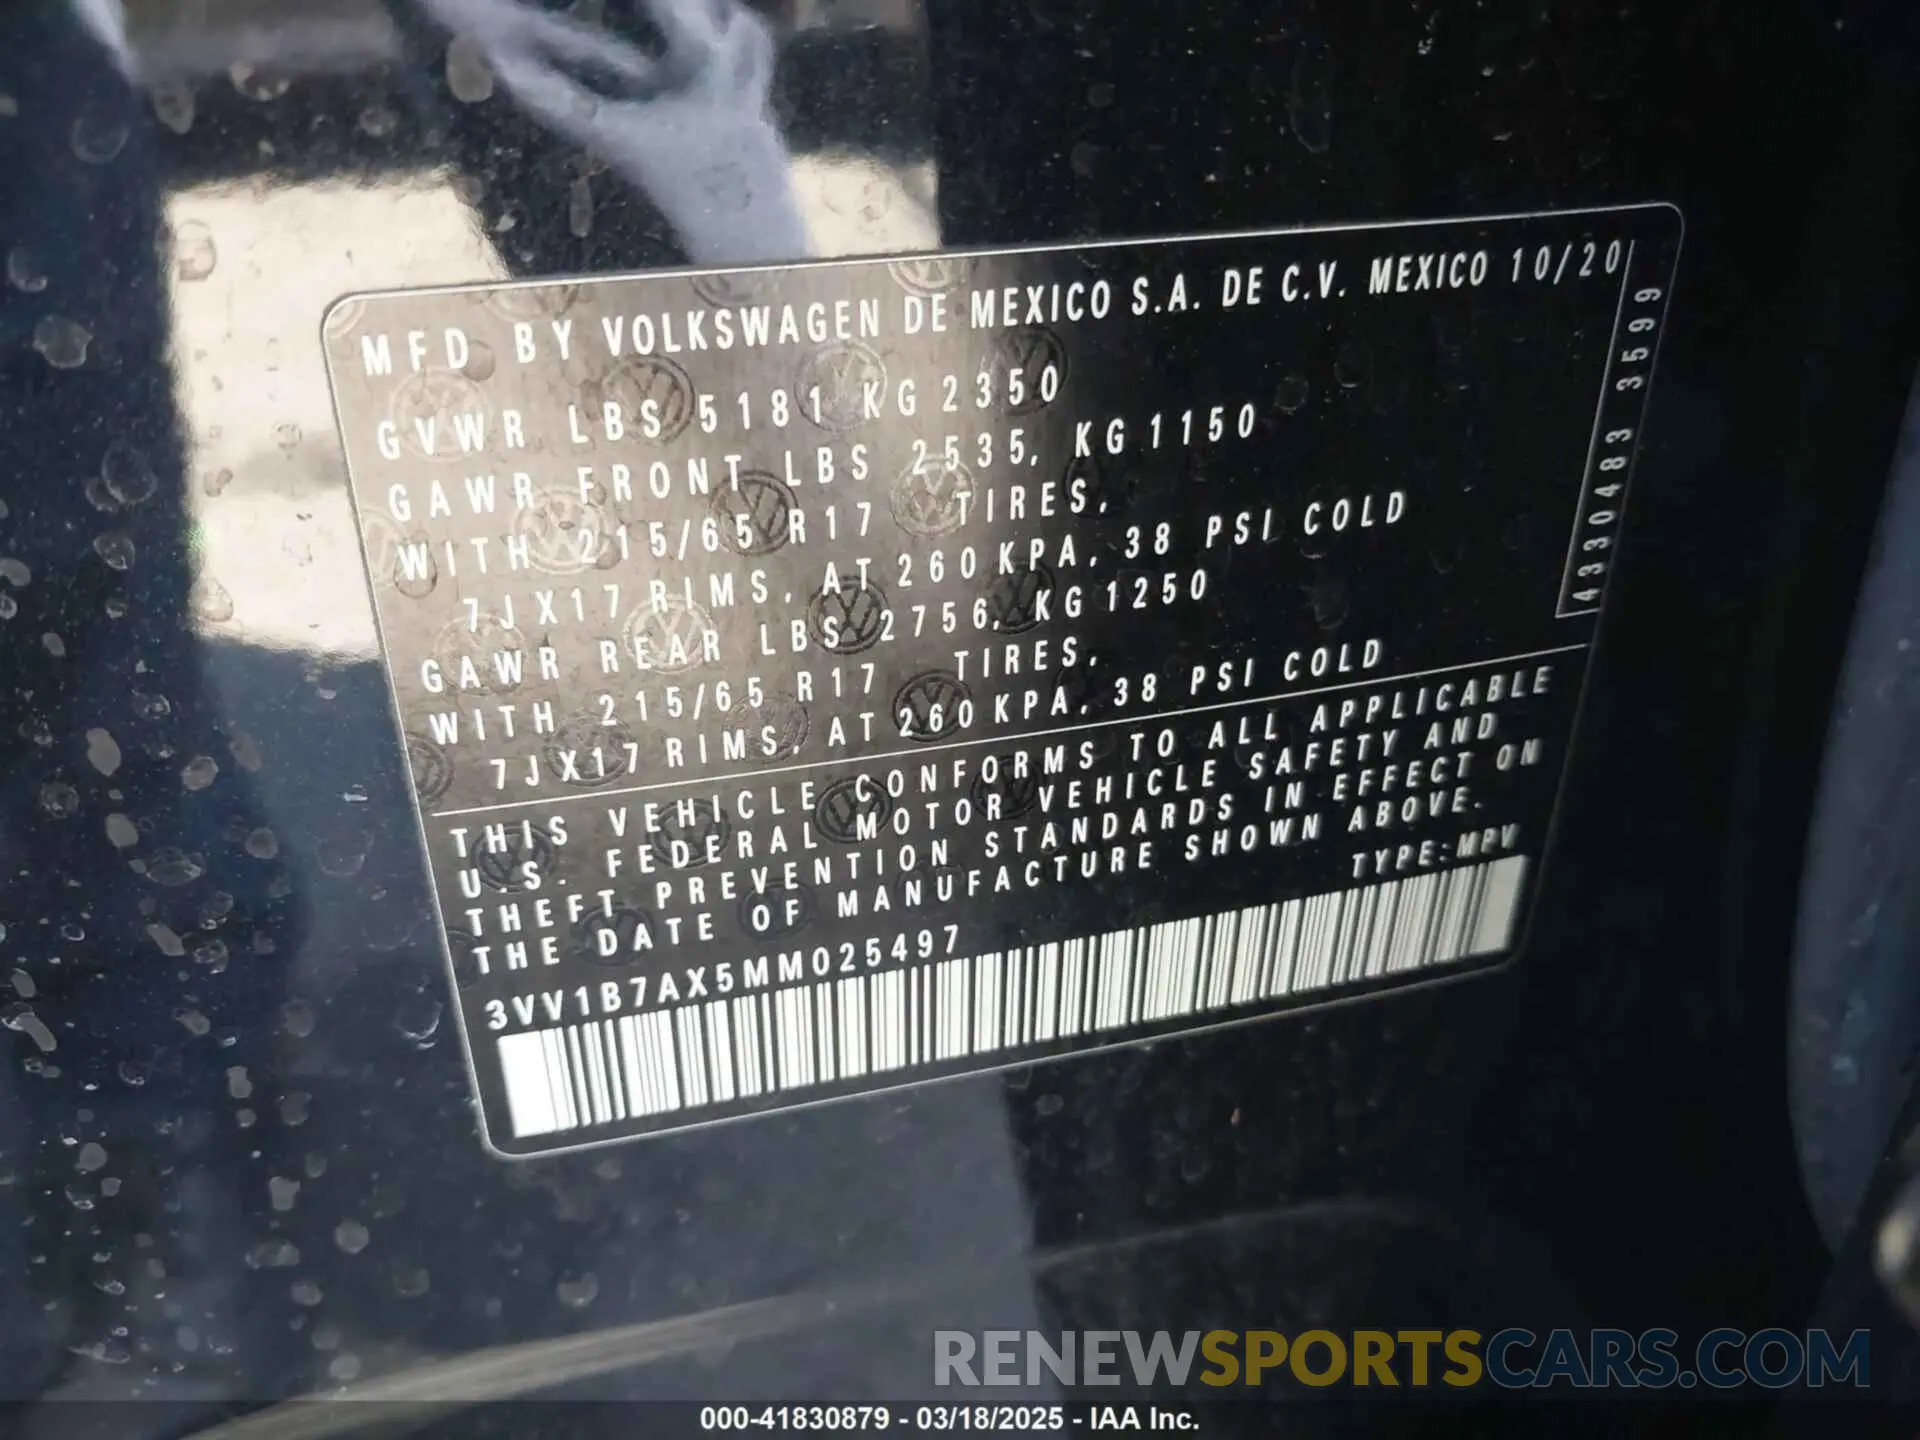 MFD BY VOLKSWAGEN DE MEXICO S.A. DE C.V. MEXICO 10/20
GVWR LBS 5181 KG 2350
GAWR FRONT LBS 2535, KG 1150
WITH 215/65 R17 TIRES,
7JX17 RIMS, AT 260 KPA, 38 PSI COLD
GAWR REAR LBS 2756, KG 1250
WITH 215/65 R17 TIRES,
7JX17 RIMS, AT 260 KPA, 38 PSI COLD
4330483 3599
THIS VEHICLE CONFORMS TO ALL APPLICABLE
U.S. FEDERAL MOTOR VEHICLE SAFETY AND
THEFT PREVENTION STANDARDS IN EFFECT ON
THE DATE OF MANUFACTURE SHOWN ABOVE.
TYPE:MPV
3VV1B7AX5MM025497
RENEWSPORTSCARS.COM
000-41830879 - 03/18/2025 - IAA Inc.